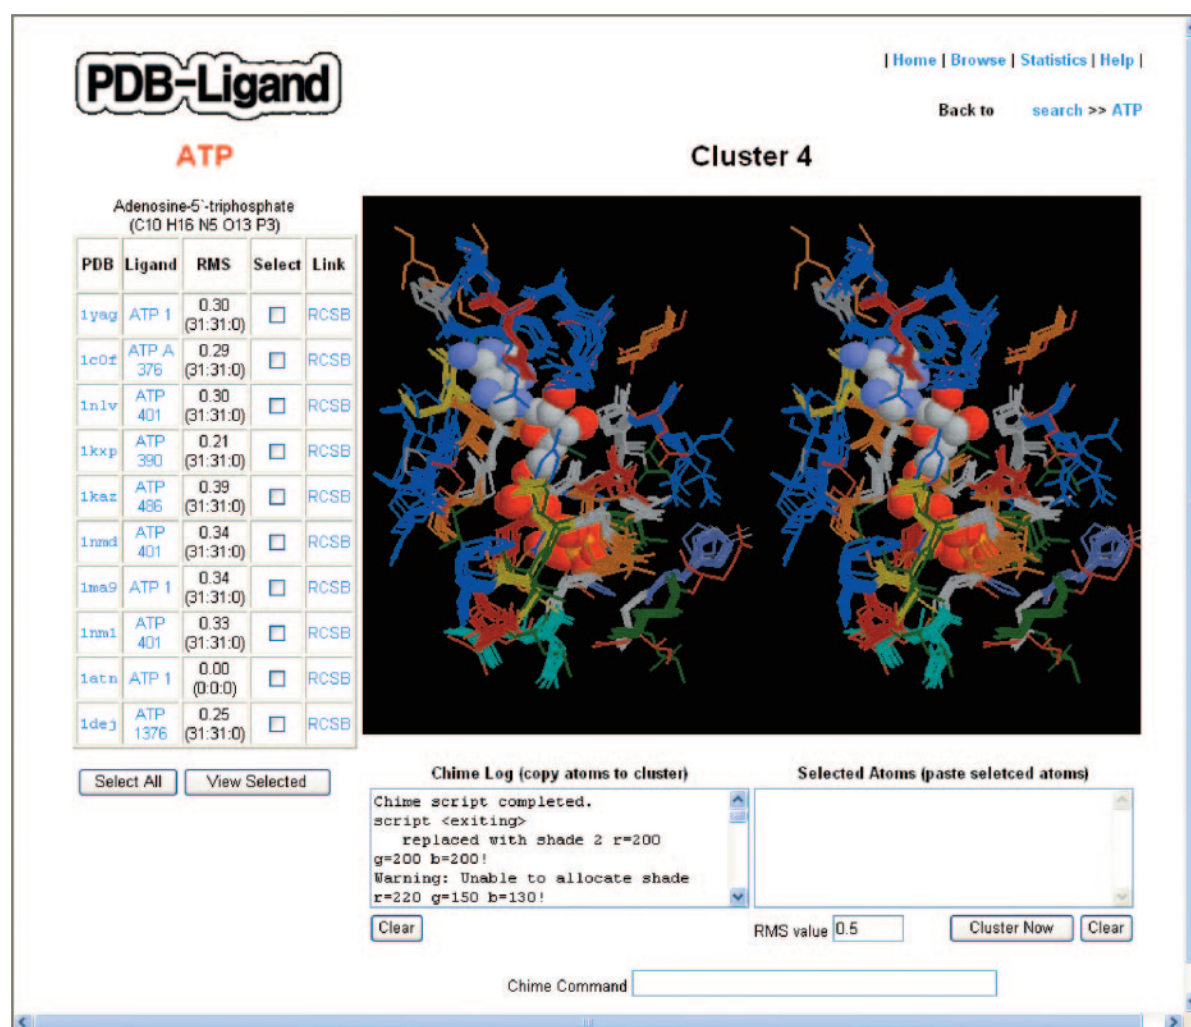 PDB-Ligand
| Home | Browse | Statistics | Help |
Back to search >> ATP
ATP
Cluster 4
Adenosine-5`-triphosphate
(C10 H16 N5 O13 P3)
PDB Ligand RMS Select Link
1yag ATP 1 0.30 (31:31:0) RCSB
1c0f ATP A 376 0.29 (31:31:0) RCSB
1nlv ATP 401 0.30 (31:31:0) RCSB
1kxp ATP 390 0.21 (31:31:0) RCSB
1kaz ATP 486 0.39 (31:31:0) RCSB
1nmd ATP 401 0.34 (31:31:0) RCSB
1ma9 ATP 1 0.34 (31:31:0) RCSB
1nm1 ATP 401 0.33 (31:31:0) RCSB
1atn ATP 1 0.00 (0:0:0) RCSB
1dej ATP 1376 0.25 (31:31:0) RCSB
Select All View Selected
Chime Log (copy atoms to cluster)
Chime script completed.
script <exiting>
replaced with shade 2 r=200
g=200 b=200!
Warning: Unable to allocate shade
r=220 g=150 b=130!
Clear
Selected Atoms (paste seletced atoms)
RMS value 0.5 Cluster Now Clear
Chime Command